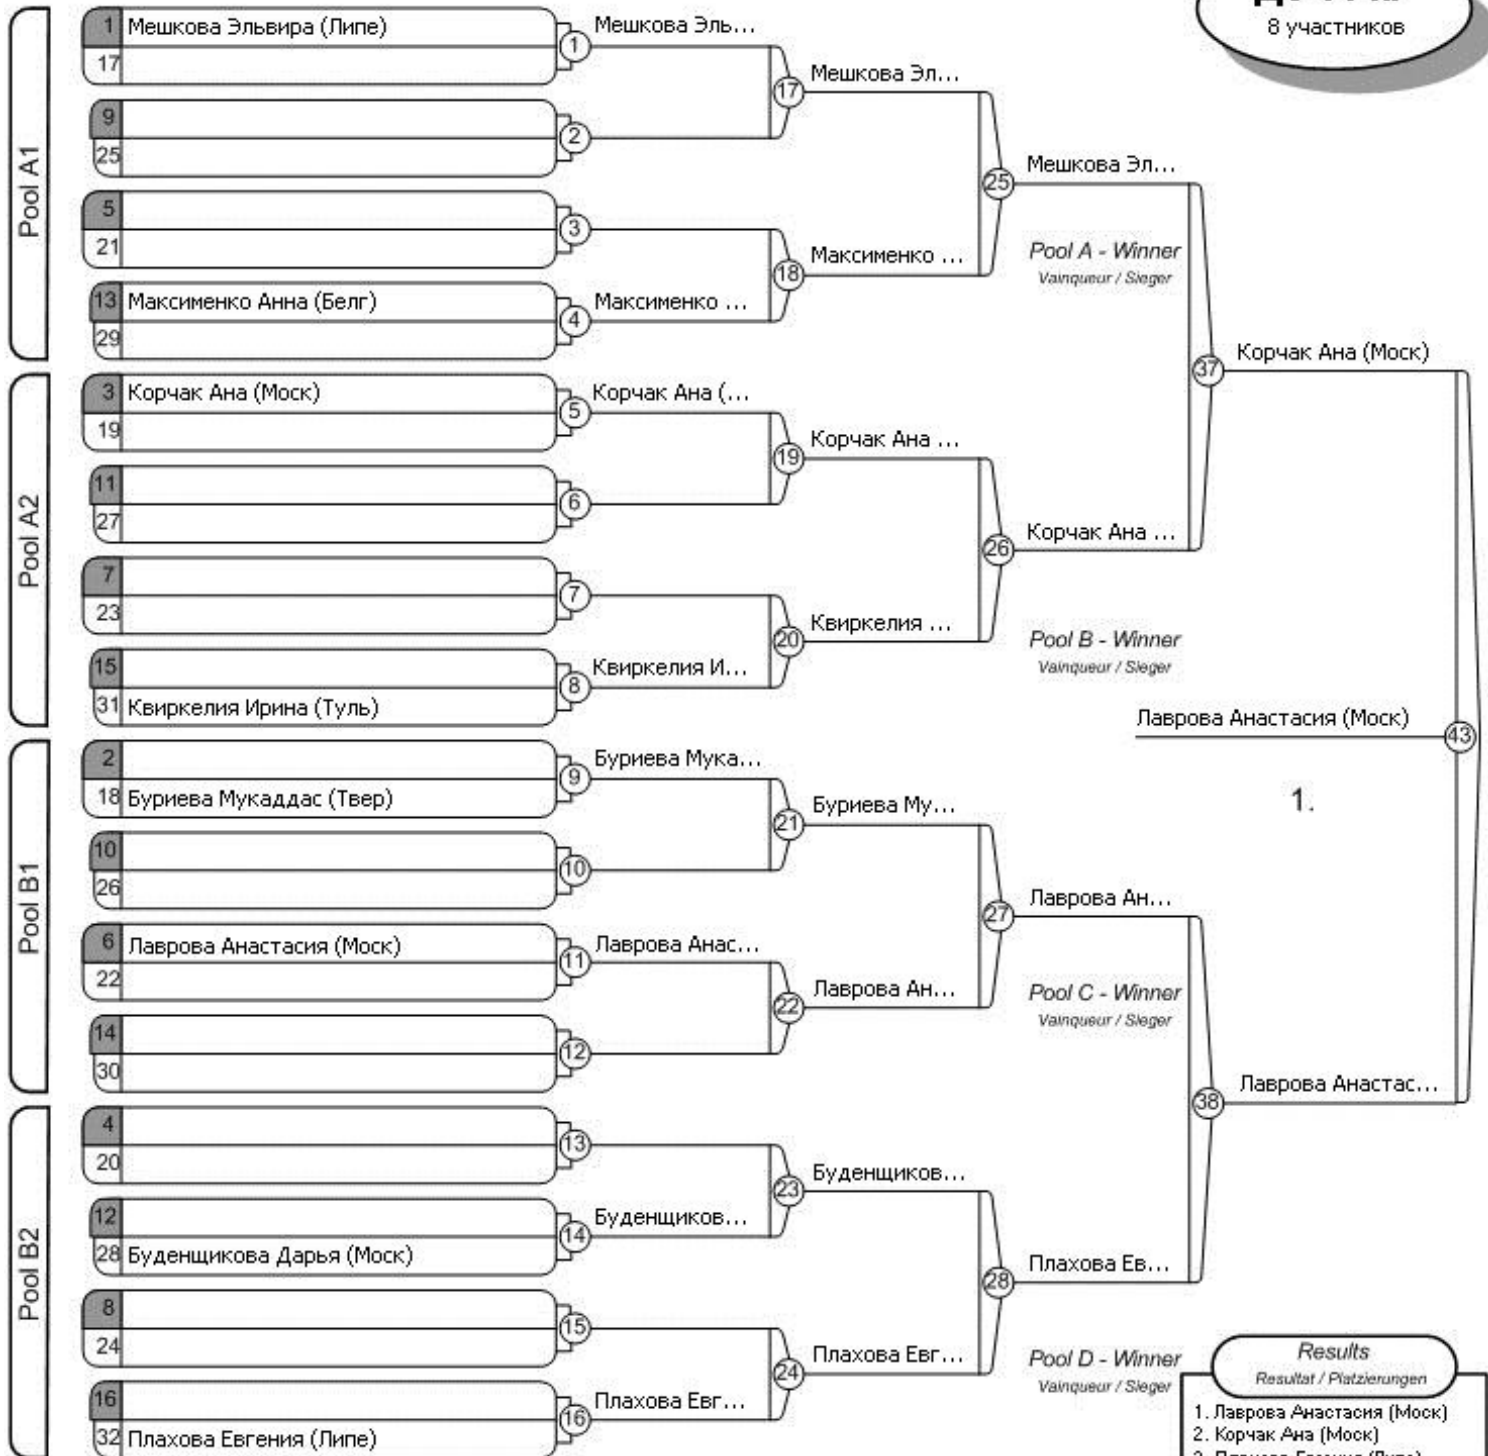 8 участников
Pool A1
1 Мешкова Эльвира (Липе)
17
1
Мешкова Эль...
9
25
2
17
Мешкова Эл...
5
21
3
13 Максименко Анна (Белг)
29
4
Максименко ...
18
Максименко ...
25
Мешкова Эл...
Pool A - Winner
Vainqueur / Sieger
Pool A2
3 Корчак Ана (Моск)
19
5
Корчак Ана (...
11
27
6
19
Корчак Ана ...
7
23
7
15
31 Квиркелия Ирина (Туль)
8
Квиркелия И...
20
Квиркелия ...
26
Корчак Ана ...
Pool B - Winner
Vainqueur / Sieger
37
Корчак Ана (Моск)
Лаврова Анастасия (Моск)
43
1.
Pool B1
2
18 Буриева Мукаддас (Твер)
9
Буриева Мука...
10
26
10
21
Буриева Му...
6 Лаврова Анастасия (Моск)
22
11
Лаврова Анас...
14
30
12
22
Лаврова Ан...
27
Лаврова Ан...
Pool C - Winner
Vainqueur / Sieger
Pool B2
4
20
13
12
28 Буденщикова Дарья (Моск)
14
Буденщиков...
23
Буденщиков...
8
24
15
16
32 Плахова Евгения (Липе)
16
Плахова Евг...
24
Плахова Евг...
28
Плахова Ев...
38
Лаврова Анастас...
Pool D - Winner
Vainqueur / Sieger
Results
Resultat / Platzierungen
1. Лаврова Анастасия (Моск)
2. Корчак Ана (Моск)